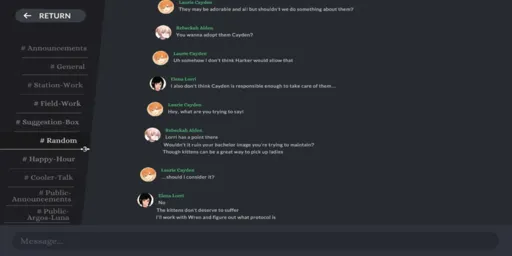 ← RETURN
# Announcements
# General
# Station-Work
# Field-Work
# Suggestion-Box
# Random
# Happy-Hour
# Cooler-Talk
# Public-
Announcements
# Public-
Argos-Luna
Laurie Cayden
They may be adorable and all but shouldn't we do something about them?
Rebeckah Alden
You wanna adopt them Cayden?
Laurie Cayden
Uh somehow I don't think Harker would allow that
Elena Lorri
I also don't think Cayden is responsible enough to take care of them...
Laurie Cayden
Hey, what are you trying to say!
Rebeckah Alden
Lorri has a point there
Wouldn't it ruin your bachelor image you're trying to maintain?
Though kittens can be a great way to pick up ladies
Laurie Cayden
...should I consider it?
Elena Lorri
No
The kittens don't deserve to suffer
I'll work with Wren and figure out what protocol is
Message...